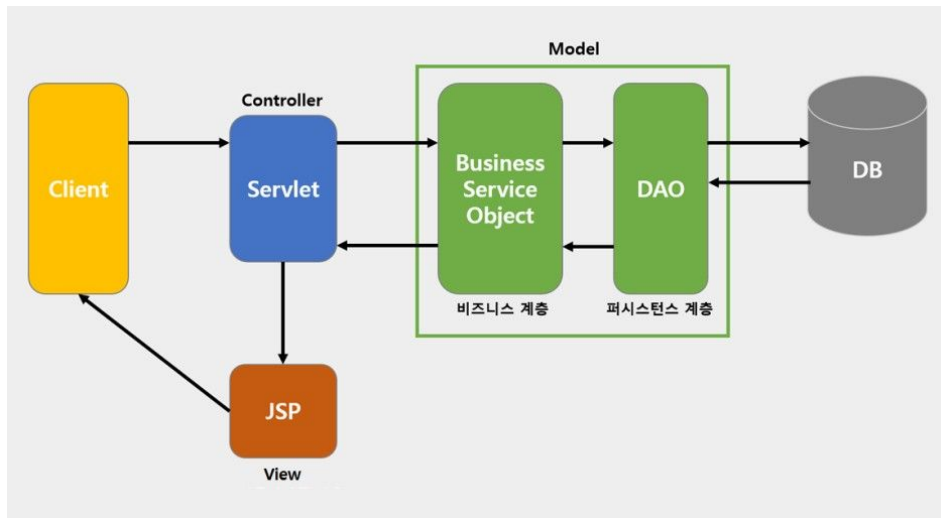 Model
Controller
Client
Servlet
Business
Service
Object
DAO
DB
비즈니스 계층
퍼시스턴스 계층
JSP
View